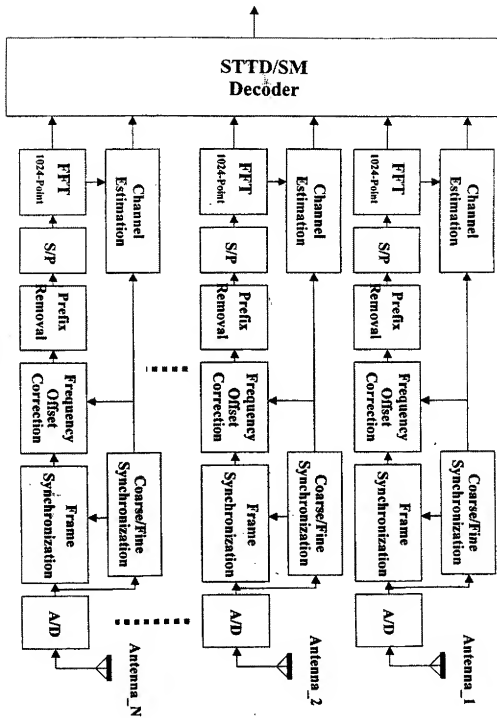 STTD/SM
Decoder
FFT
1024-Point
Channel
Estimation
S/P
Prefix
Removal
Frequency
Offset
Correction
Frame
Synchronization
Coarse/Fine
Synchronization
A/D
Antenna_N
FFT
1024-Point
Channel
Estimation
S/P
Prefix
Removal
Frequency
Offset
Correction
Frame
Synchronization
Coarse/Fine
Synchronization
A/D
Antenna_2
FFT
1024-Point
Channel
Estimation
S/P
Prefix
Removal
Frequency
Offset
Correction
Frame
Synchronization
Coarse/Fine
Synchronization
A/D
Antenna_1